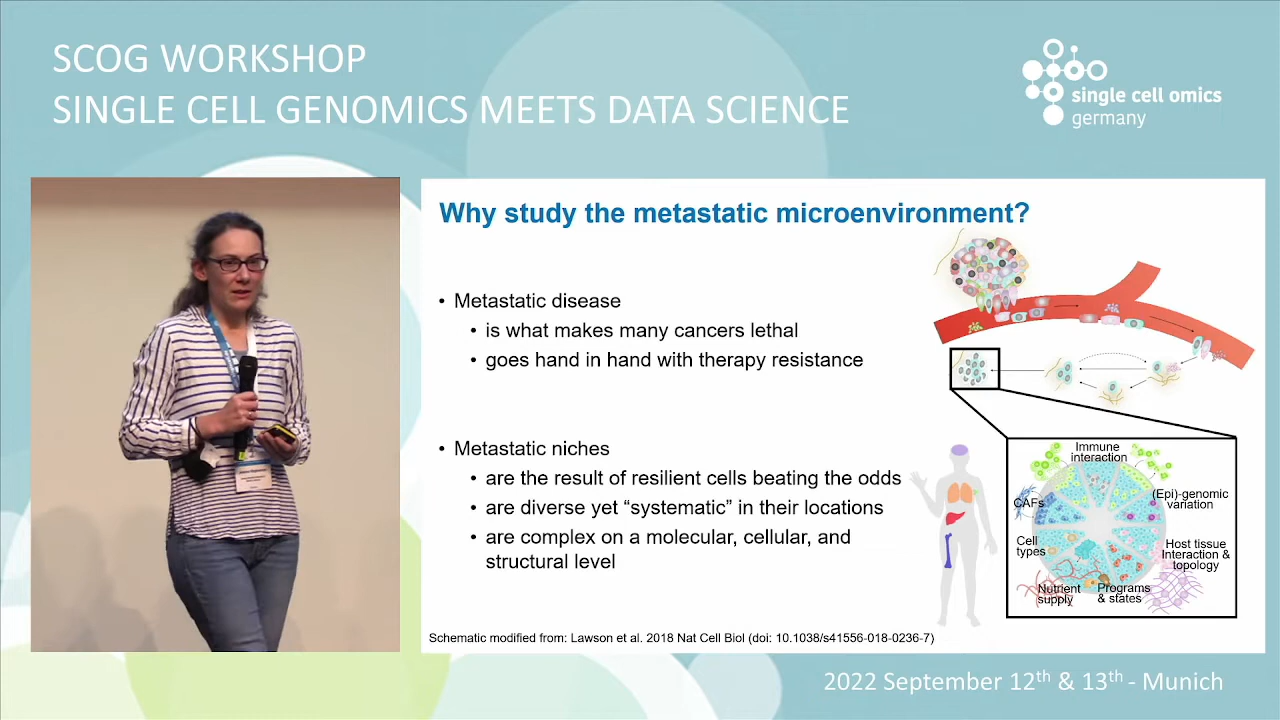 SCOG WORKSHOP
SINGLE CELL GENOMICS MEETS DATA SCIENCE
single cell omics
germany
Why study the metastatic microenvironment?
• Metastatic disease
• is what makes many cancers lethal
• goes hand in hand with therapy resistance
• Metastatic niches
• are the result of resilient cells beating the odds
• are diverse yet “systematic” in their locations
• are complex on a molecular, cellular, and
structural level
Immune
interaction
(Epi)-genomic
variation
CAFs
Cell
types
Host tissue
Interaction &
topology
Nutrient
supply
Programs
& states
Schematic modified from: Lawson et al. 2018 Nat Cell Biol (doi: 10.1038/s41556-018-0236-7)
2022 September 12th & 13th - Munich